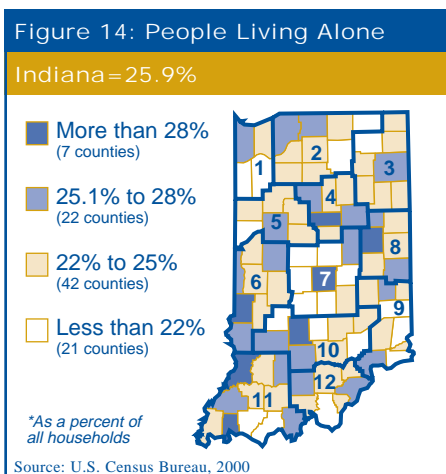 Figure 14: People Living Alone
Indiana=25.9%
More than 28%
(7 counties)
25.1% to 28%
(22 counties)
22% to 25%
(42 counties)
Less than 22%
(21 counties)
*As a percent of
all households
1
2
3
4
5
6
7
8
9
10
11
12
Source: U.S. Census Bureau, 2000